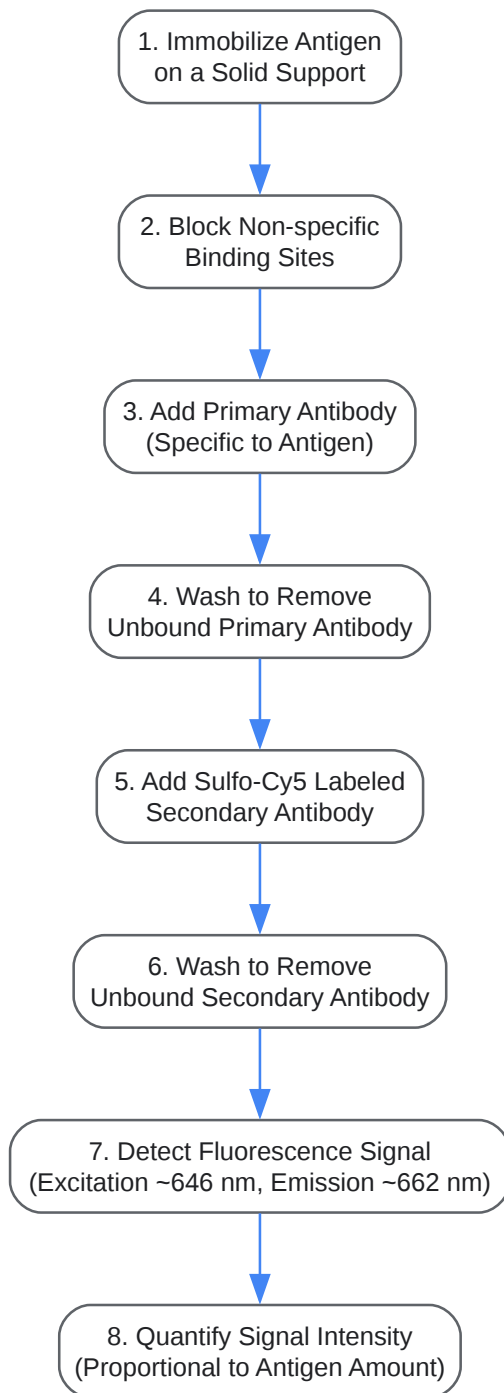 1. Immobilize Antigen
on a Solid Support
2. Block Non-specific
Binding Sites
3. Add Primary Antibody
(Specific to Antigen)
4. Wash to Remove
Unbound Primary Antibody
5. Add Sulfo-Cy5 Labeled
Secondary Antibody
6. Wash to Remove
Unbound Secondary Antibody
7. Detect Fluorescence Signal
(Excitation ~646 nm, Emission ~662 nm)
8. Quantify Signal Intensity
(Proportional to Antigen Amount)